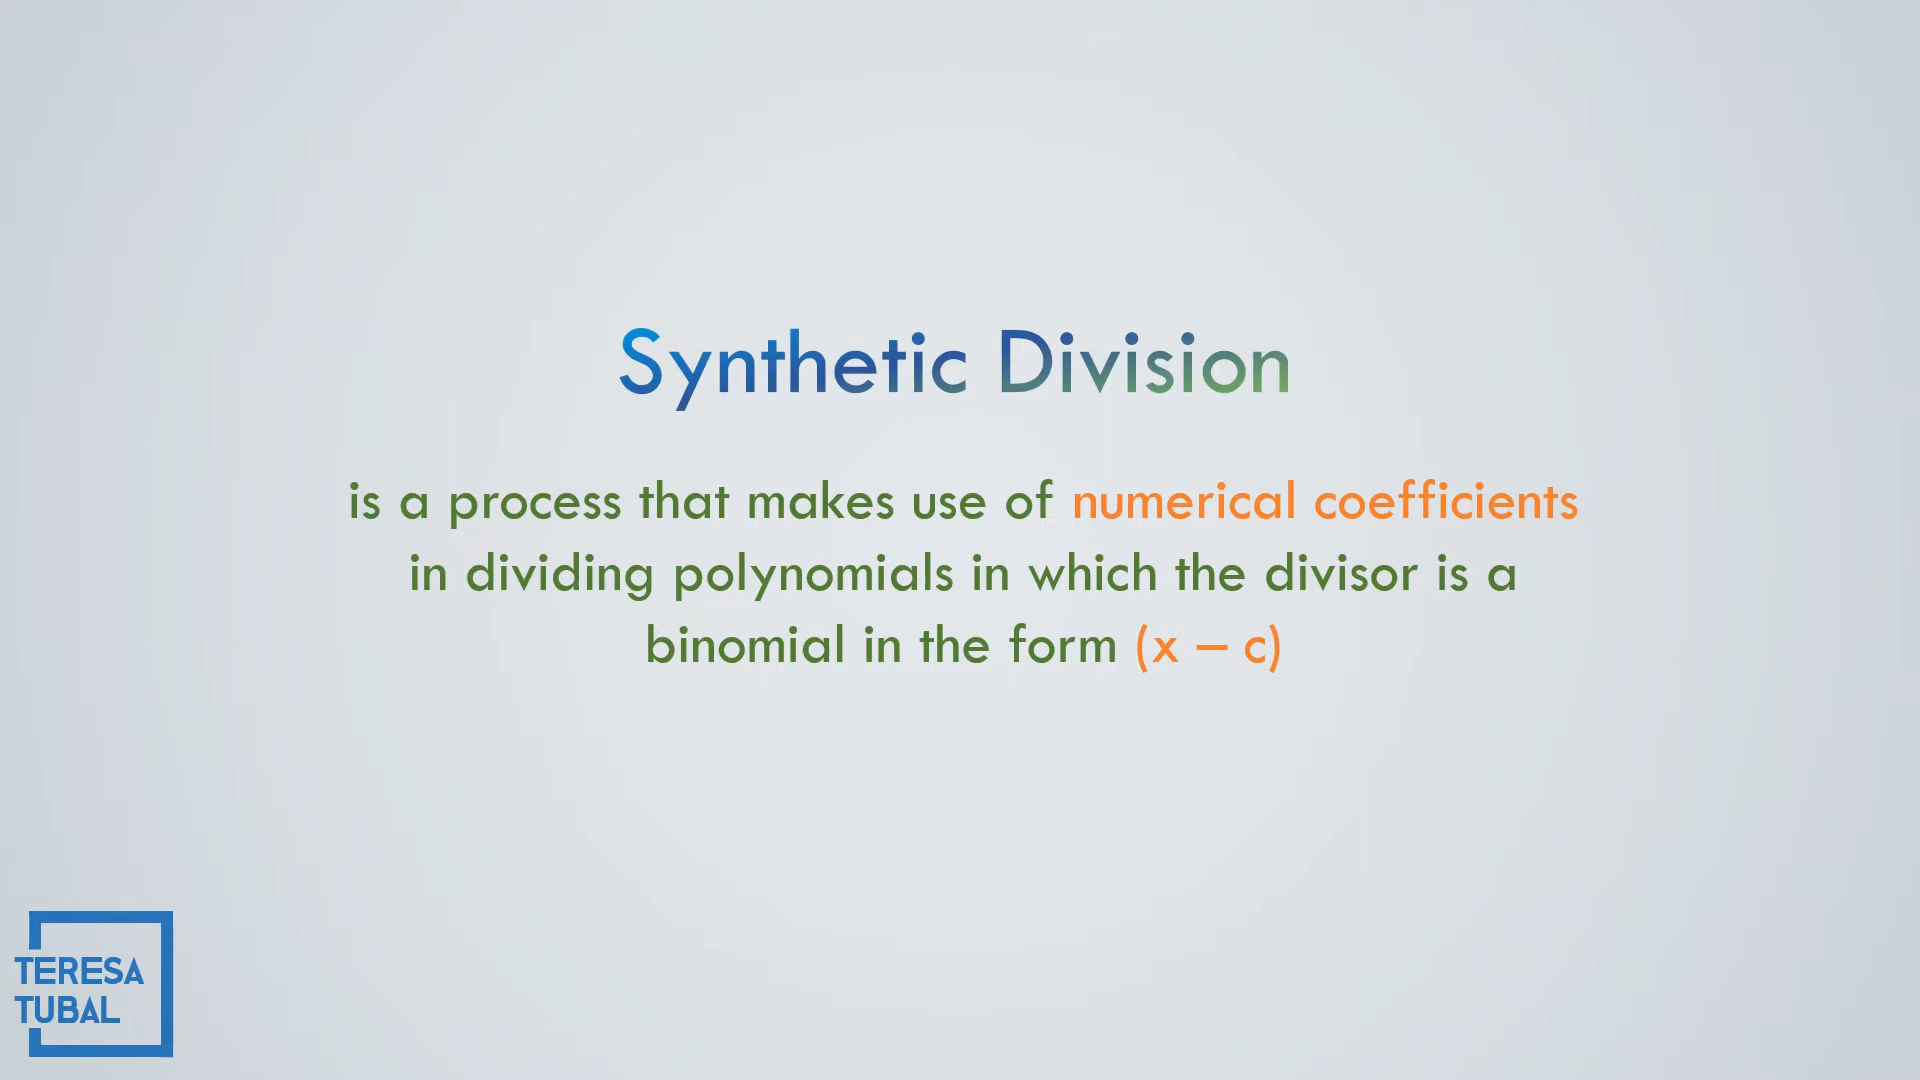 Synthetic Division
is a process that makes use of numerical coefficients
in dividing polynomials in which the divisor is a
binomial in the form (x – c)
TERESA
TUBAL